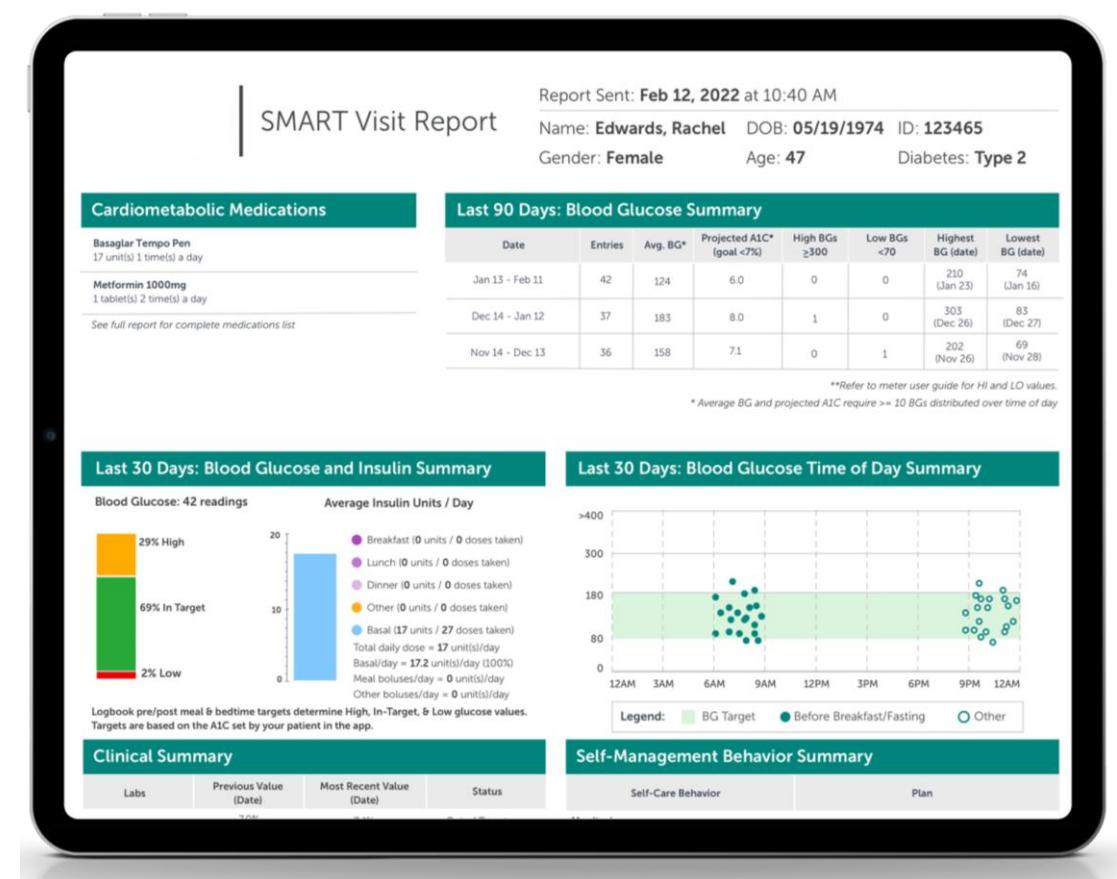 SMART Visit Report
Report Sent: Feb 12, 2022 at 10:40 AM
Name: Edwards, Rachel DOB: 05/19/1974 ID: 123465
Gender: Female Age: 47 Diabetes: Type 2
Cardiometabolic Medications
Basaglar Tempo Pen
17 unit(s) 1 time(s) a day
Metformin 1000mg
1 tablet(s) 2 time(s) a day
See full report for complete medications list
Last 90 Days: Blood Glucose Summary
Date Entries Avg. BG* Projected A1C* (goal <7%) High BGs ≥300 Low BGs <70 Highest BG (date) Lowest BG (date)
Jan 13 - Feb 11 42 124 6.0 0 0 210 (Jan 23) 74 (Jan 16)
Dec 14 - Jan 12 37 183 8.0 1 0 303 (Dec 26) 83 (Dec 27)
Nov 14 - Dec 13 36 158 7.1 0 1 202 (Nov 26) 69 (Nov 28)
**Refer to meter user guide for HI and LO values.
* Average BG and projected A1C require >= 10 BGs distributed over time of day
Last 30 Days: Blood Glucose and Insulin Summary
Blood Glucose: 42 readings
29% High
69% In Target
2% Low
Average Insulin Units / Day
20
10
0
Breakfast (0 units / 0 doses taken)
Lunch (0 units / 0 doses taken)
Dinner (0 units / 0 doses taken)
Other (0 units / 0 doses taken)
Basal (17 units / 27 doses taken)
Total daily dose = 17 unit(s)/day
Basal/day = 17.2 unit(s)/day (100%)
Meal boluses/day = 0 unit(s)/day
Other boluses/day = 0 unit(s)/day
Logbook pre/post meal & bedtime targets determine High, In-Target, & Low glucose values.
Targets are based on the A1C set by your patient in the app.
Last 30 Days: Blood Glucose Time of Day Summary
>400
300
180
80
0
12AM 3AM 6AM 9AM 12PM 3PM 6PM 9PM 12AM
Legend: BG Target Before Breakfast/Fasting Other
Clinical Summary
Labs Previous Value (Date) Most Recent Value (Date) Status
Self-Management Behavior Summary
Self-Care Behavior Plan